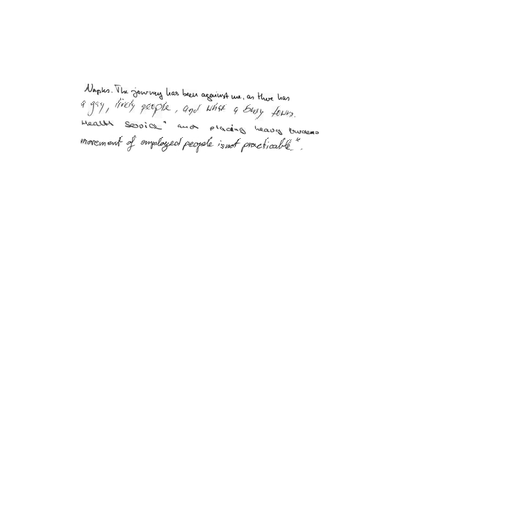 Naples. The journey has been against me, as there has
a gay, lively people, and what a busy town.
Health Service" and placing heavy burdens
movement of employed people is not practicable".